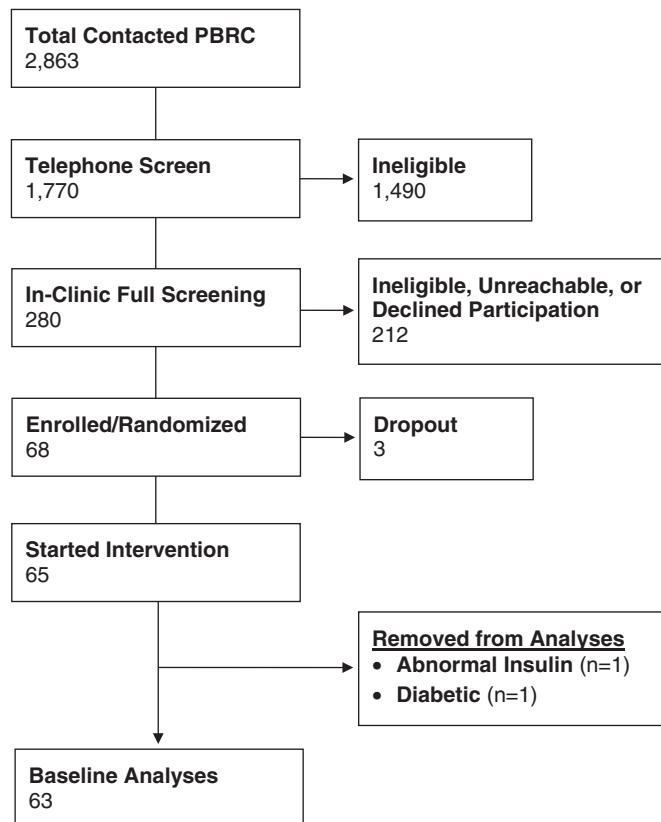 Total Contacted PBRC
2,863
Telephone Screen
1,770
Ineligible
1,490
In-Clinic Full Screening
280
Ineligible, Unreachable, or
Declined Participation
212
Enrolled/Randomized
68
Dropout
3
Started Intervention
65
Removed from Analyses
• Abnormal Insulin (n=1)
• Diabetic (n=1)
Baseline Analyses
63